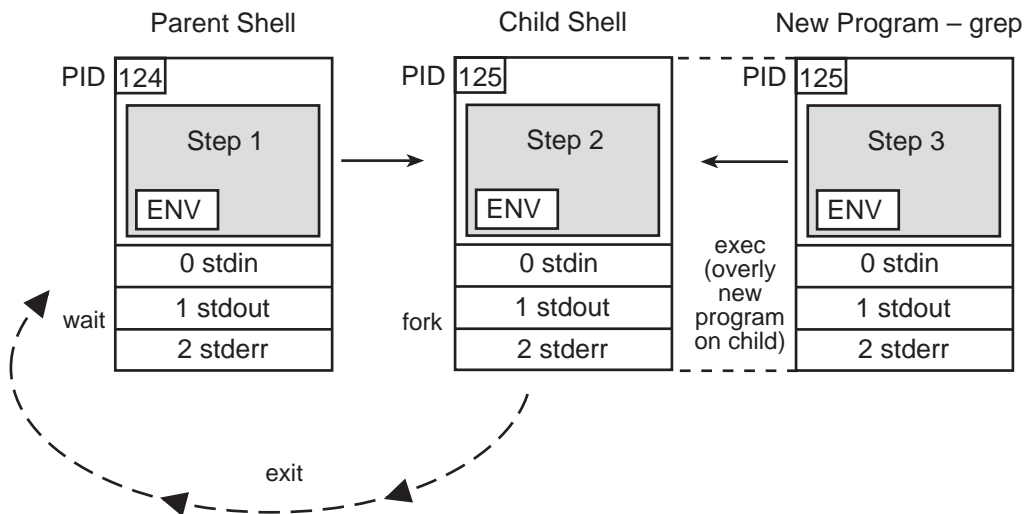 Parent Shell
Child Shell
New Program – grep
PID 124
PID 125
PID 125
Step 1
Step 2
Step 3
ENV
ENV
ENV
0 stdin
0 stdin
0 stdin
1 stdout
1 stdout
1 stdout
2 stderr
2 stderr
2 stderr
wait
fork
exec
(overly
new
program
on child)
exit